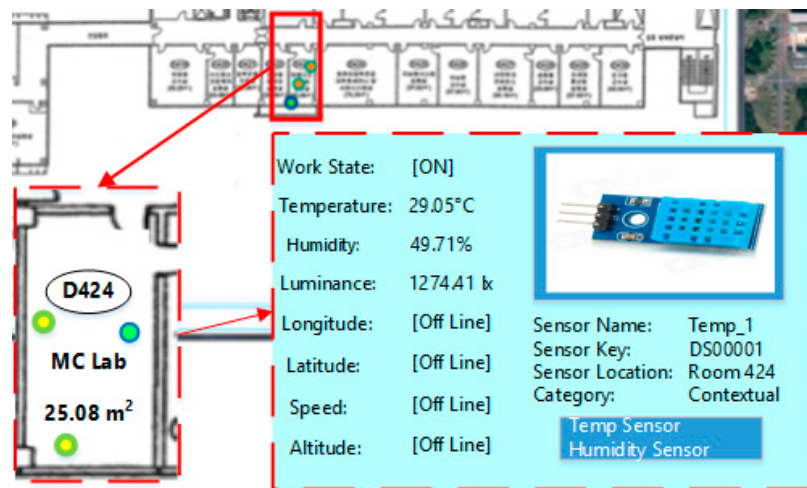 D424
MC Lab
25.08 m²
Work State: [ON]
Temperature: 29.05°C
Humidity: 49.71%
Luminance: 1274.41 lx
Longitude: [Off Line]
Latitude: [Off Line]
Speed: [Off Line]
Altitude: [Off Line]
Sensor Name: Temp_1
Sensor Key: DS00001
Sensor Location: Room 424
Category: Contextual
Temp Sensor
Humidity Sensor